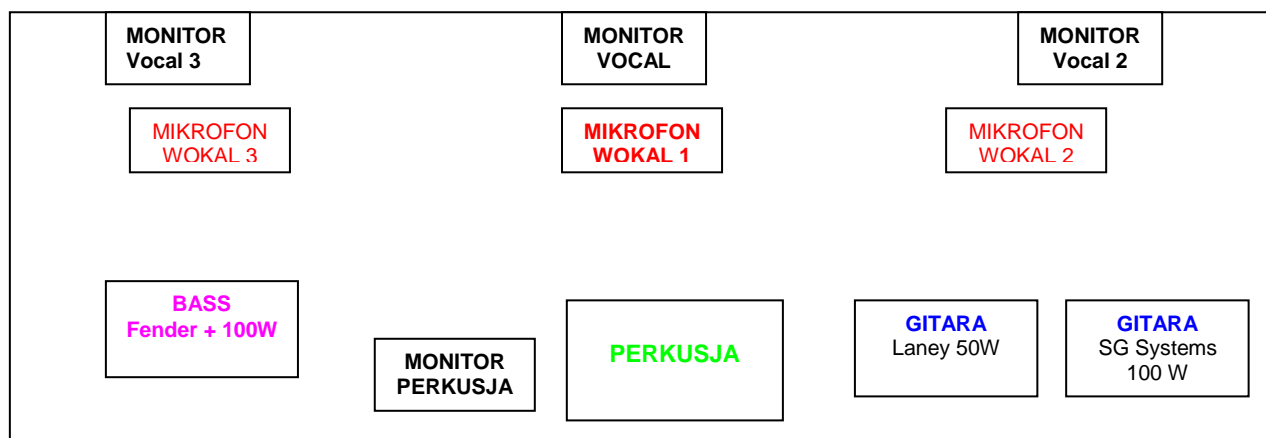 MONITOR
Vocal 3
MONITOR
VOCAL
MONITOR
Vocal 2
MIKROFON
WOKAL 3
MIKROFON
WOKAL 1
MIKROFON
WOKAL 2
BASS
Fender + 100W
MONITOR
PERKUSJA
PERKUSJA
GITARA
Laney 50W
GITARA
SG Systems
100 W